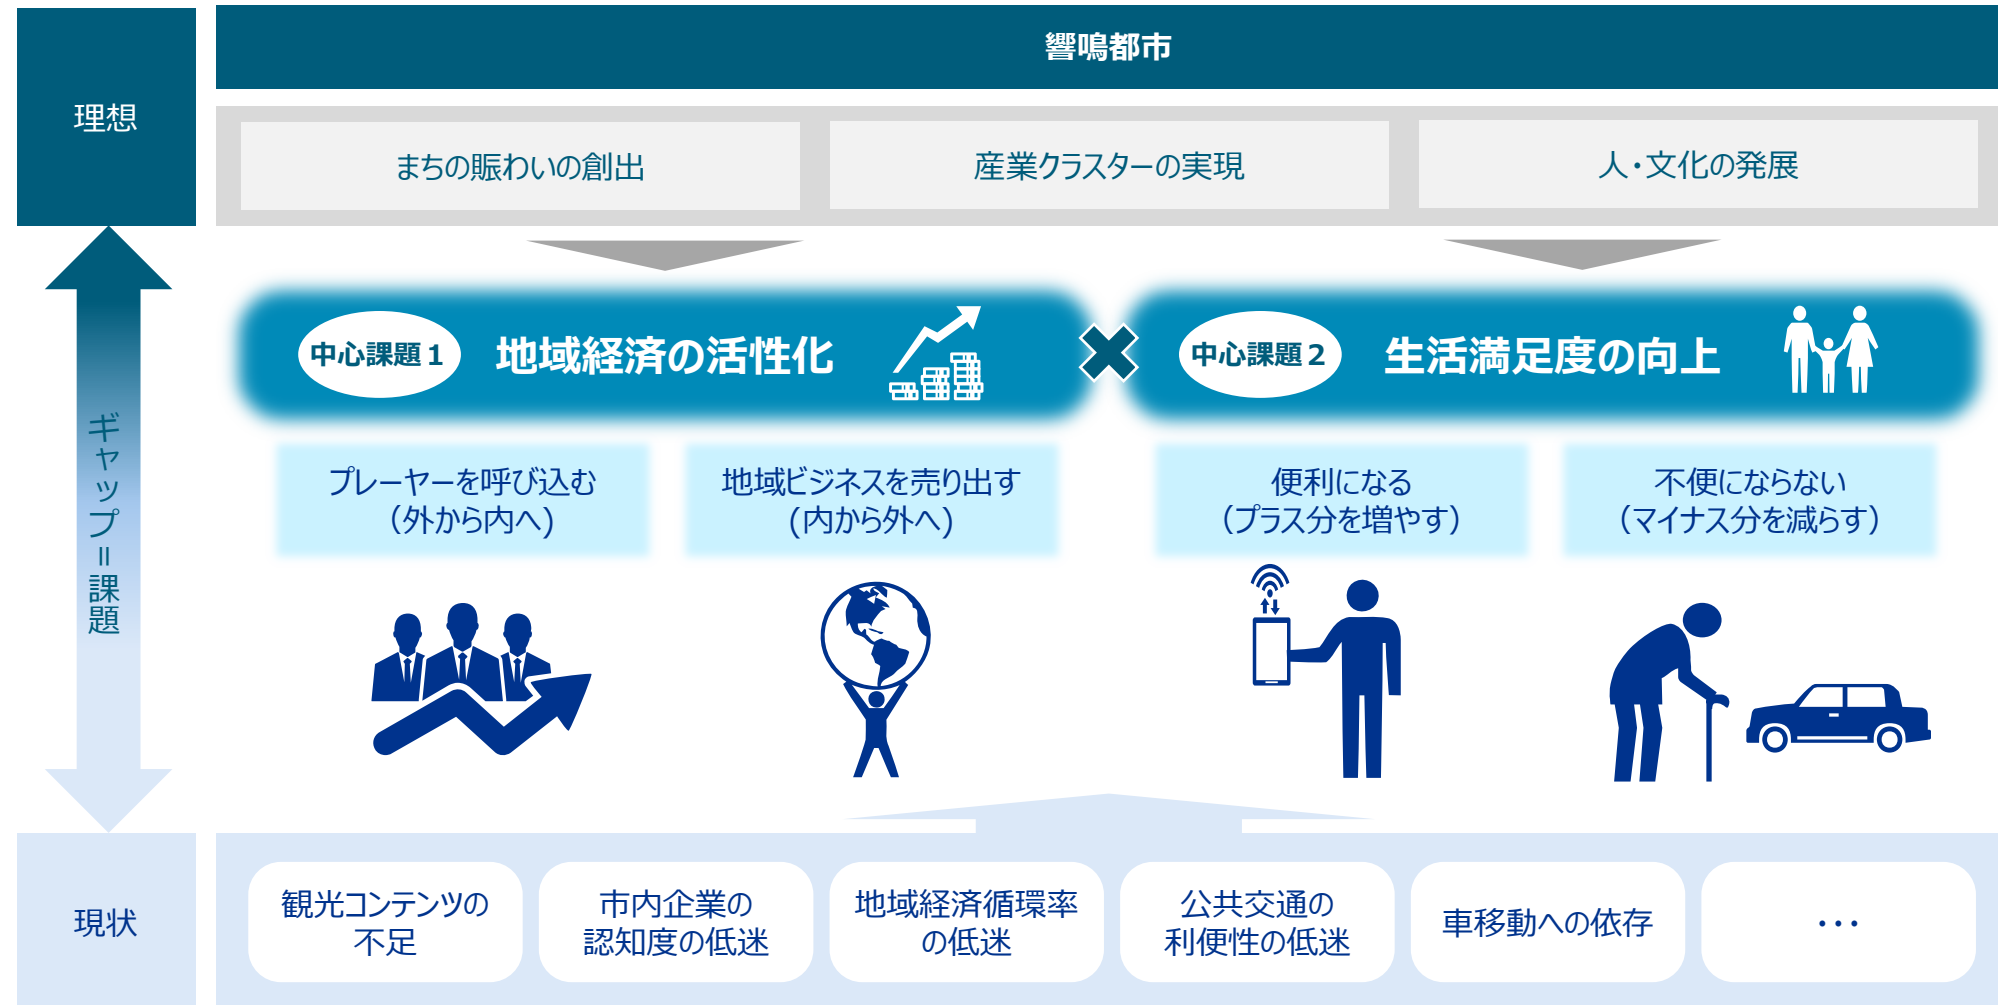 理想
響鳴都市
まちの賑わいの創出
産業クラスターの実現
人・文化の発展
ギャップ=課題
中心課題1
地域経済の活性化
中心課題2
生活満足度の向上
プレーヤーを呼び込む
（外から内へ)
地域ビジネスを売り出す
(内から外へ)
便利になる
（プラス分を増やす）
不便にならない
（マイナス分を減らす）
現状
観光コンテンツの
不足
市内企業の
認知度の低迷
地域経済循環率
の低迷
公共交通の
利便性の低迷
車移動への依存
・・・